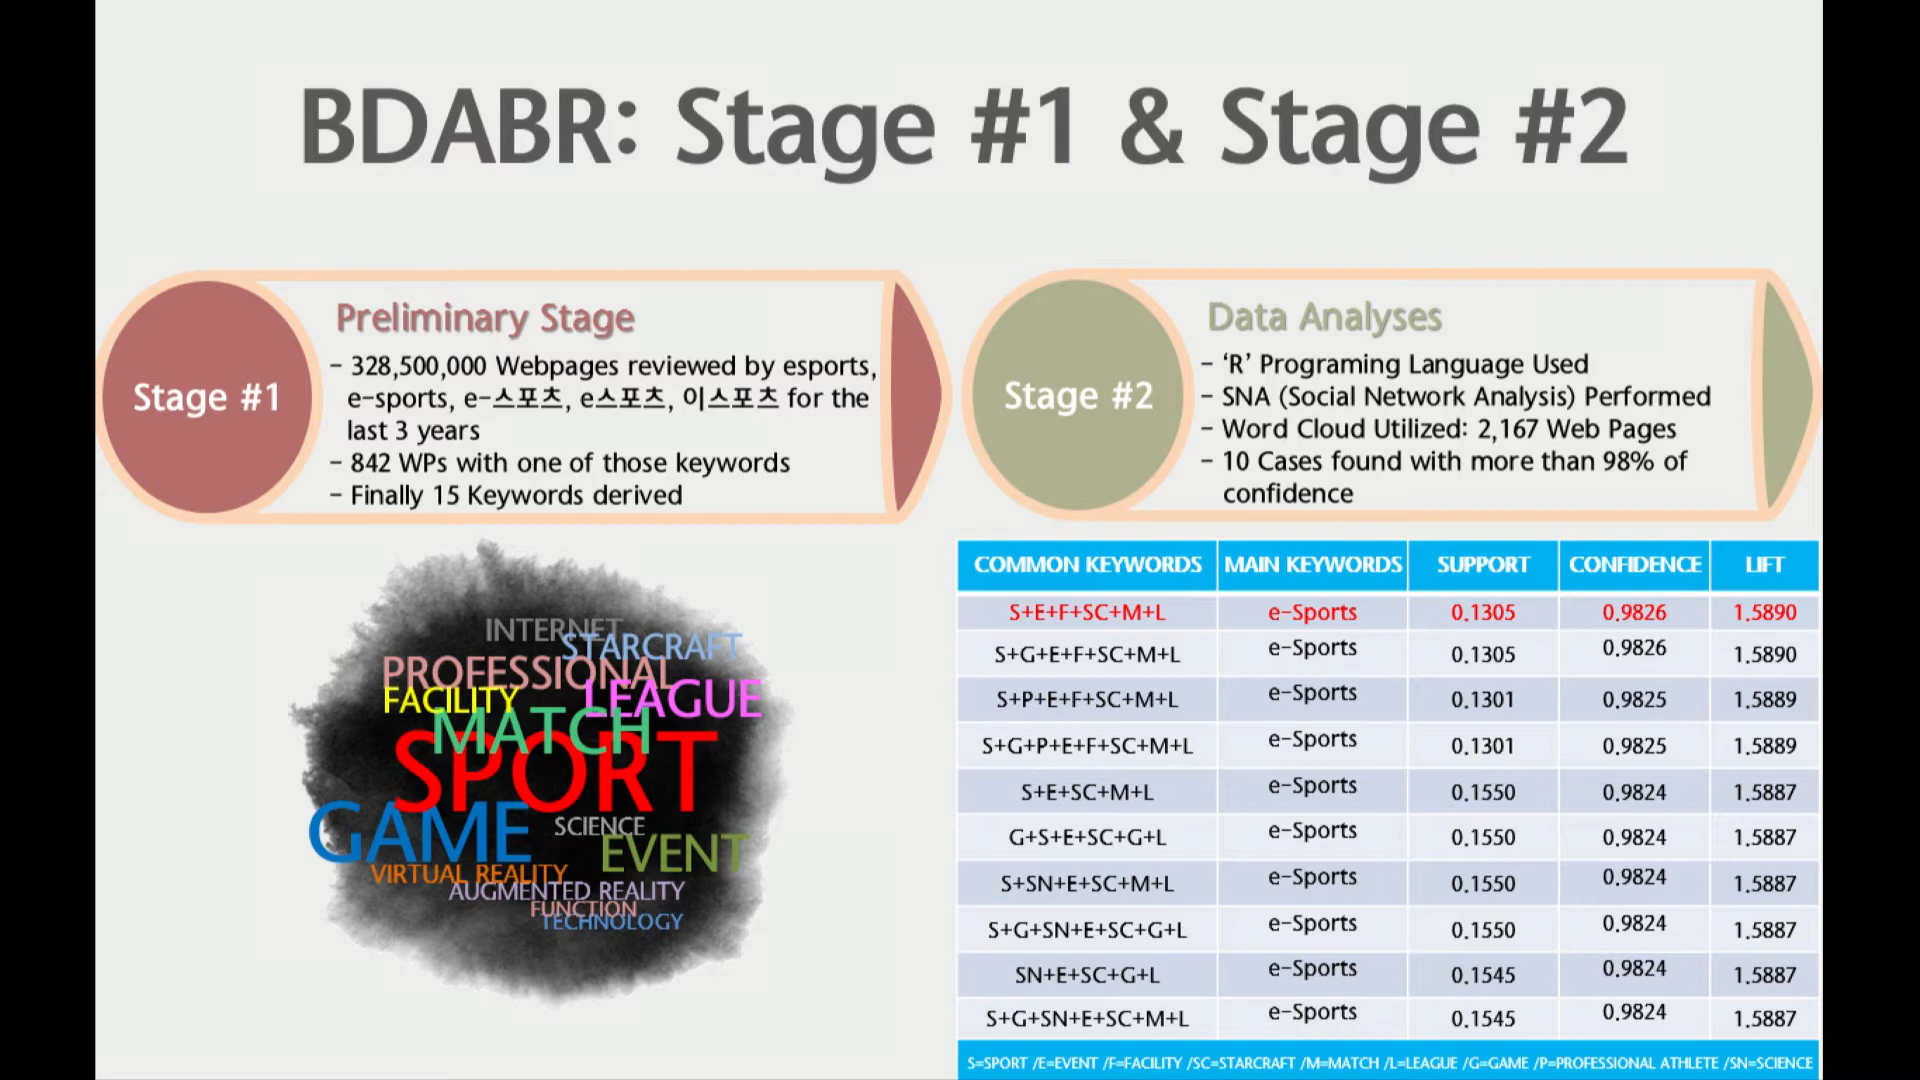 BDABR: Stage #1 & Stage #2
Stage #1
Preliminary Stage
- 328,500,000 Webpages reviewed by esports,
e-sports, e-스포츠, e스포츠, 이스포츠 for the
last 3 years
- 842 WPs with one of those keywords
- Finally 15 Keywords derived
Stage #2
Data Analyses
- ‘R’ Programing Language Used
- SNA (Social Network Analysis) Performed
- Word Cloud Utilized: 2,167 Web Pages
- 10 Cases found with more than 98% of
confidence
INTERNET
STARCRAFT
PROFESSIONAL
FACILITY
LEAGUE
MATCH
SPORT
GAME
SCIENCE
EVENT
VIRTUAL REALITY
AUGMENTED REALITY
FUNCTION
TECHNOLOGY
COMMON KEYWORDS MAIN KEYWORDS SUPPORT CONFIDENCE LIFT
S+E+F+SC+M+L e-Sports 0.1305 0.9826 1.5890
S+G+E+F+SC+M+L e-Sports 0.1305 0.9826 1.5890
S+P+E+F+SC+M+L e-Sports 0.1301 0.9825 1.5889
S+G+P+E+F+SC+M+L e-Sports 0.1301 0.9825 1.5889
S+E+SC+M+L e-Sports 0.1550 0.9824 1.5887
G+S+E+SC+G+L e-Sports 0.1550 0.9824 1.5887
S+SN+E+SC+M+L e-Sports 0.1550 0.9824 1.5887
S+G+SN+E+SC+G+L e-Sports 0.1550 0.9824 1.5887
SN+E+SC+G+L e-Sports 0.1545 0.9824 1.5887
S+G+SN+E+SC+M+L e-Sports 0.1545 0.9824 1.5887
S=SPORT /E=EVENT /F=FACILITY /SC=STARCRAFT /M=MATCH /L=LEAGUE /G=GAME /P=PROFESSIONAL ATHLETE /SN=SCIENCE